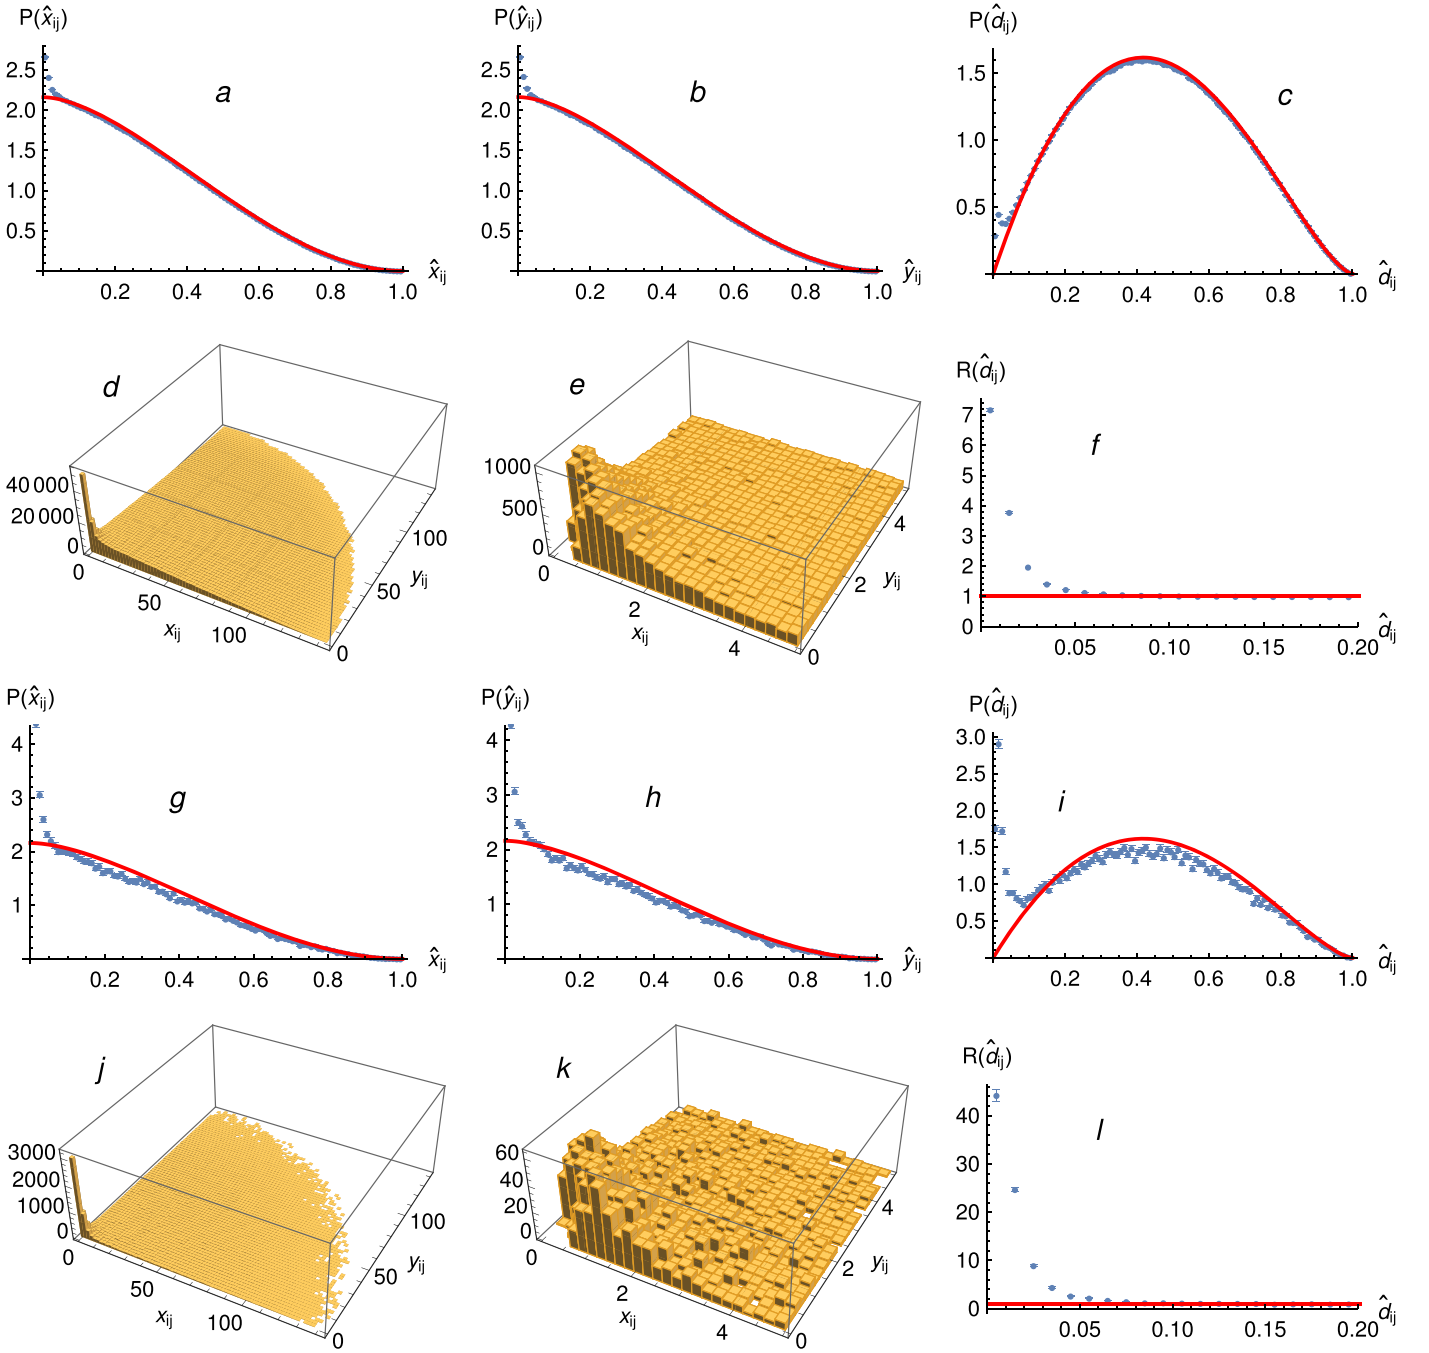 P(x̂ij)
2.5
2.0
1.5
1.0
0.5
0.2 0.4 0.6 0.8 1.0
x̂ij
a
P(ŷij)
2.5
2.0
1.5
1.0
0.5
0.2 0.4 0.6 0.8 1.0
ŷij
b
P(d̂ij)
1.5
1.0
0.5
0.2 0.4 0.6 0.8 1.0
d̂ij
c
d
40 000
20 000
0
0 50 100
xij
0 50 100
yij
e
1000
500
0
0 2 4
xij
0 2 4
yij
R(d̂ij)
7
6
5
4
3
2
1
0
0.05 0.10 0.15 0.20
d̂ij
f
P(x̂ij)
4
3
2
1
0.2 0.4 0.6 0.8 1.0
x̂ij
g
P(ŷij)
4
3
2
1
0.2 0.4 0.6 0.8 1.0
ŷij
h
P(d̂ij)
3.0
2.5
2.0
1.5
1.0
0.5
0.2 0.4 0.6 0.8 1.0
d̂ij
i
j
3000
2000
1000
0
0 50 100
xij
0 50 100
yij
k
60
40
20
0
0 2 4
xij
0 2 4
yij
R(d̂ij)
40
30
20
10
0
0.05 0.10 0.15 0.20
d̂ij
l